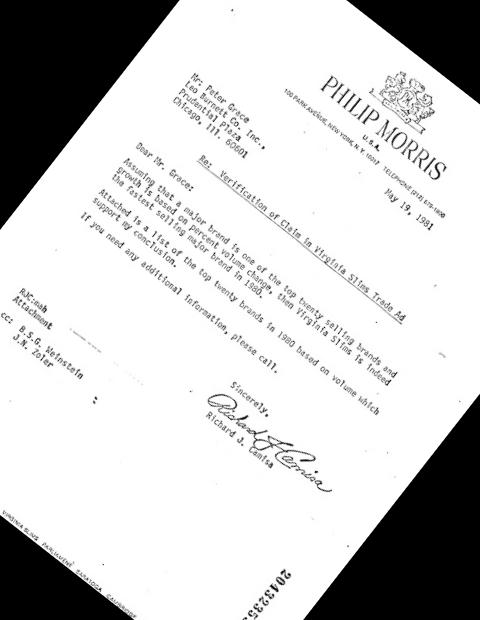 PHILIP MORRIS
U.S.A.
100 PARK AVENUE, NEW YORK, N.Y. 10017 TELEPHONE (212) 679-1800
May 19, 1981
Mr. Peter Grace
Leo Burnett Co. Inc.,
Prudential Plaza
Chicago, Ill. 60601
Re: Verification of Claim in Virginia Slims Trade Ad
Dear Mr. Grace:
Assuming that a major brand is one of the top twenty selling brands and
growth is based on percent volume change, then Virginia Slims is indeed
the fastest selling major brand in 1980.
Attached is a list of the top twenty brands in 1980 based on volume which
support my conclusion.
If you need any additional information, please call.
Sincerely,
Richard J. Camisa
Richard J. Camisa
RJC:mah
Attachment
cc: B.S.G. Weinstein
J.N. Zoler
VIRGINIA SLIMS PARLIAMENT SARATOGA